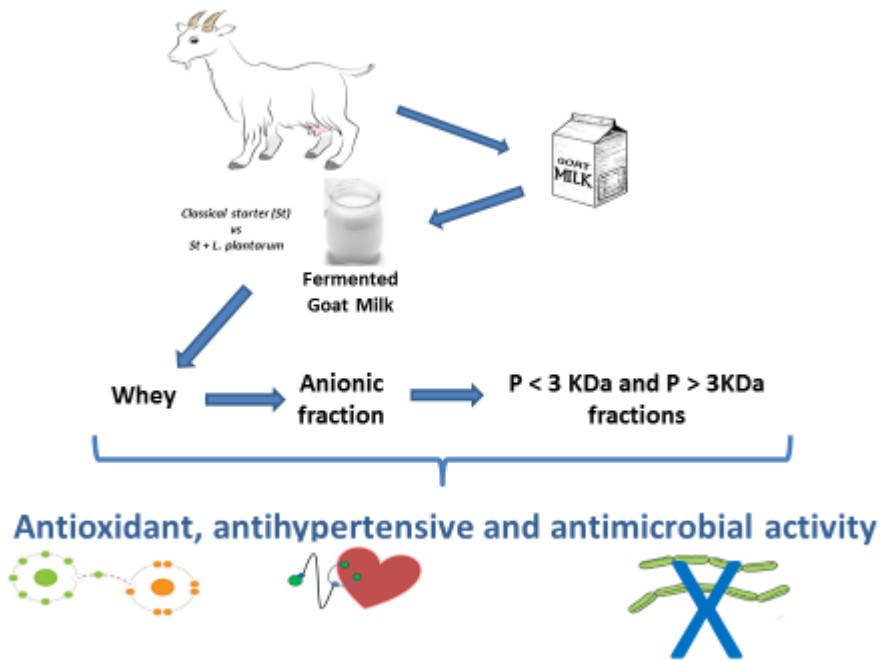 GOAT
MILK
Classical starter (St)
vs
St + L. plantarum
Fermented
Goat Milk
Whey
Anionic
fraction
P < 3 KDa and P > 3KDa
fractions
Antioxidant, antihypertensive and antimicrobial activity